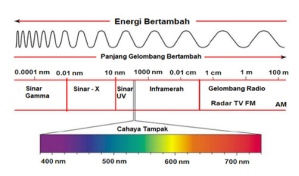 Energi Bertambah
Panjang Gelombang Bertambah
0.0001 nm 0.01 nm 10 nm 1000 nm 0.01 cm 1 cm 1 m 100 m
Sinar Gamma
Sinar - X
Sinar UV
Inframerah
Gelombang Radio
Radar TV FM AM
Cahaya Tampak
400 nm 500 nm 600 nm 700 nm